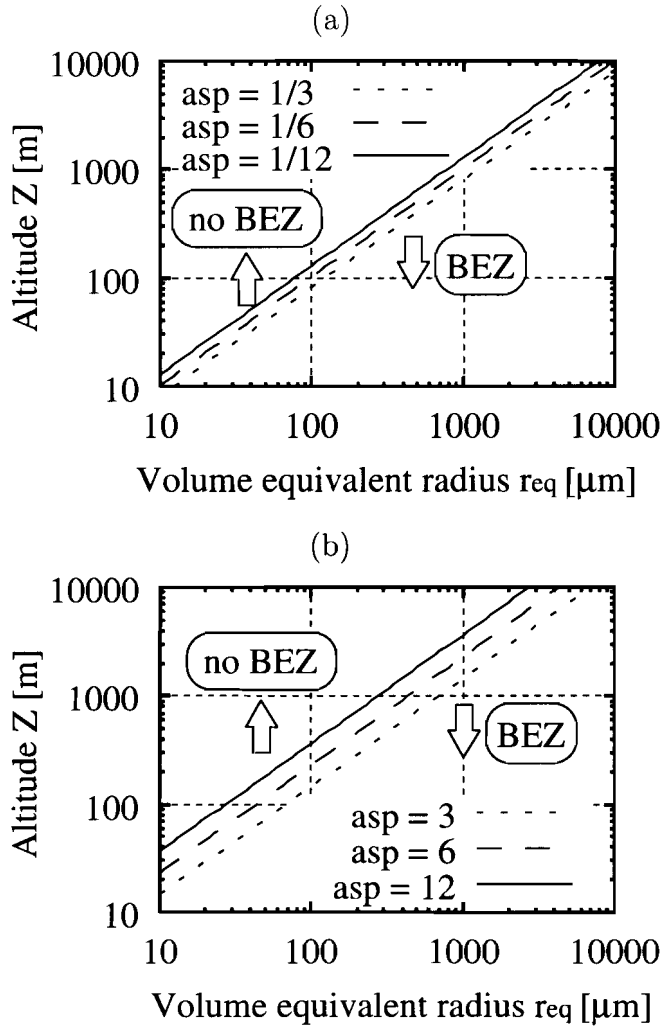 (a)
10000
asp = 1/3
asp = 1/6
asp = 1/12
1000
no BEZ
BEZ
100
10
Altitude Z [m]
10 100 1000 10000
Volume equivalent radius req [μm]
(b)
10000
no BEZ
1000
BEZ
100
asp = 3
asp = 6
asp = 12
10
Altitude Z [m]
10 100 1000 10000
Volume equivalent radius req [μm]